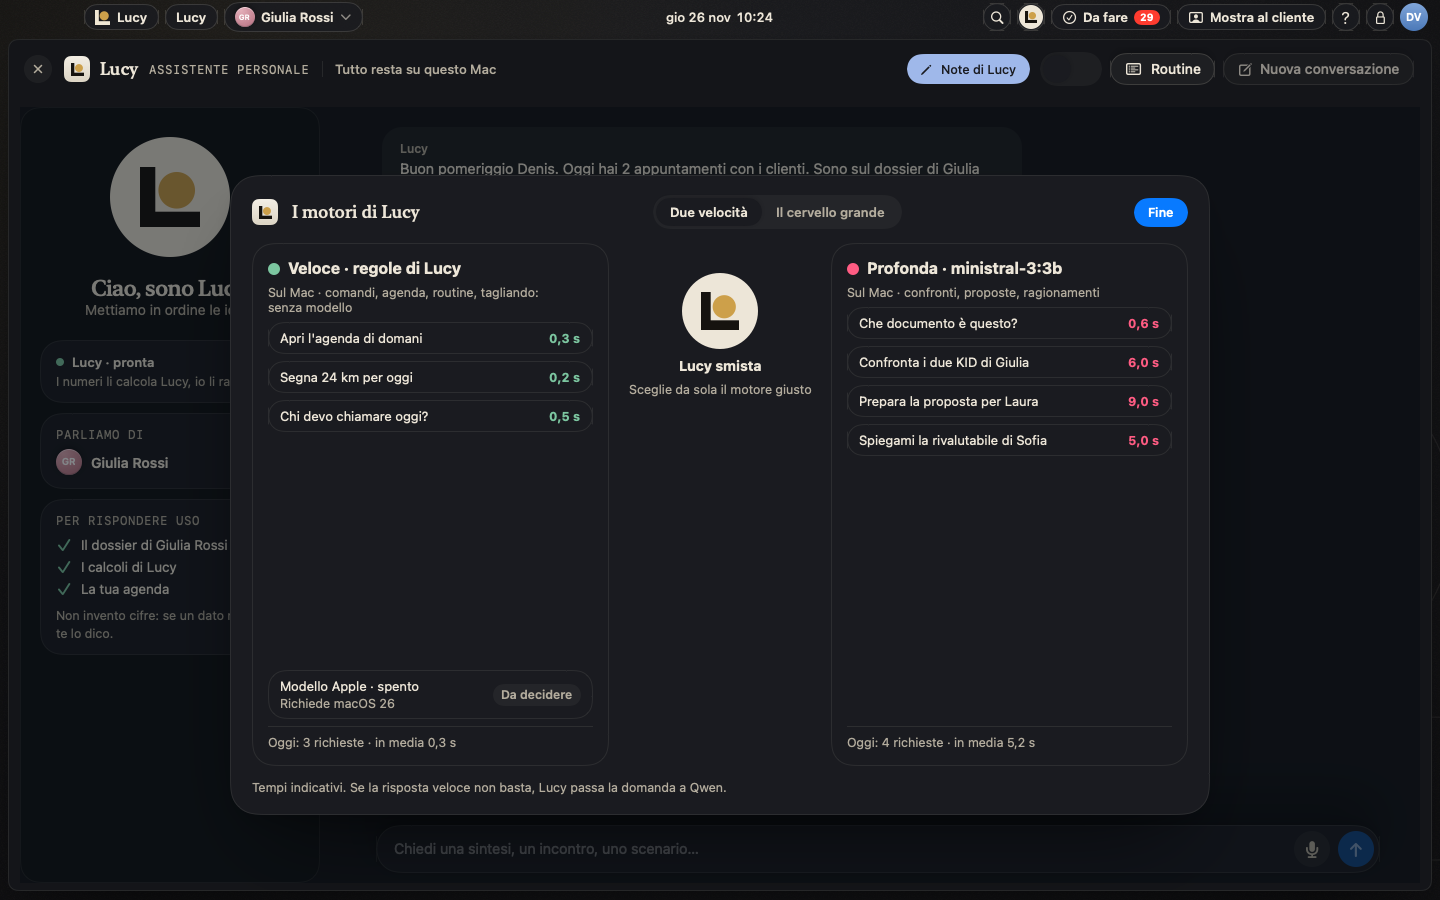 Lucy
Lucy
GR Giulia Rossi
gio 26 nov 10:24
Da fare 29
Mostra al cliente
?
DV
Lucy ASSISTENTE PERSONALE Tutto resta su questo Mac
Note di Lucy
Routine
Nuova conversazione
Ciao, sono Luc
Mettiamo in ordine le i
Lucy · pronta
I numeri li calcola Lucy, io li ra
PARLIAMO DI
GR Giulia Rossi
PER RISPONDERE USO
Il dossier di Giulia Rossi
I calcoli di Lucy
La tua agenda
Non invento cifre: se un dato
te lo dico.
Lucy
Buon pomeriggio Denis. Oggi hai 2 appuntamenti con i clienti. Sono sul dossier di Giulia
I motori di Lucy
Due velocità
Il cervello grande
Fine
Veloce · regole di Lucy
Sul Mac · comandi, agenda, routine, tagliando:
senza modello
Apri l'agenda di domani 0,3 s
Segna 24 km per oggi 0,2 s
Chi devo chiamare oggi? 0,5 s
Modello Apple · spento
Richiede macOS 26
Da decidere
Oggi: 3 richieste · in media 0,3 s
Lucy smista
Sceglie da sola il motore giusto
Profonda · ministral-3:3b
Sul Mac · confronti, proposte, ragionamenti
Che documento è questo? 0,6 s
Confronta i due KID di Giulia 6,0 s
Prepara la proposta per Laura 9,0 s
Spiegami la rivalutabile di Sofia 5,0 s
Oggi: 4 richieste · in media 5,2 s
Tempi indicativi. Se la risposta veloce non basta, Lucy passa la domanda a Qwen.
Chiedi una sintesi, un incontro, uno scenario...